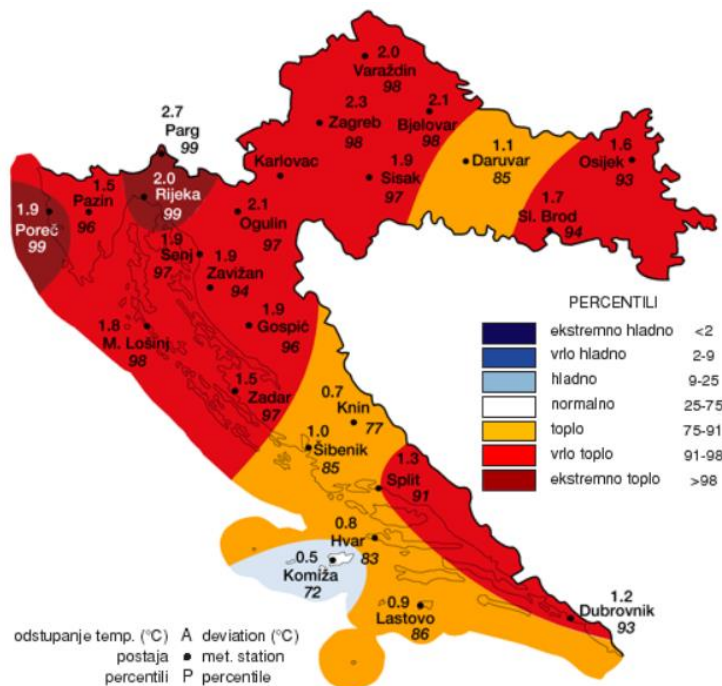 2.0
Varaždin
98
2.7
Parg
99
2.3
Zagreb
98
2.1
Bjelovar
98
1.1
Daruvar
85
1.6
Osijek
93
Karlovac
1.9
Sisak
97
1.7
Sl. Brod
94
1.9
Poreč
99
1.5
Pazin
96
2.0
Rijeka
99
2.1
Ogulin
97
1.9
Senj
97
1.9
Zavižan
94
1.9
Gospić
96
1.8
M. Lošinj
98
1.5
Zadar
97
0.7
Knin
77
1.0
Šibenik
85
1.3
Split
91
0.8
Hvar
83
0.5
Komiža
72
0.9
Lastovo
86
1.2
Dubrovnik
93
PERCENTILI
ekstremno hladno <2
vrlo hladno 2-9
hladno 9-25
normalno 25-75
toplo 75-91
vrlo toplo 91-98
ekstremno toplo >98
odstupanje temp. (°C) A deviation (°C)
postaja ● met. station
percentili P percentile